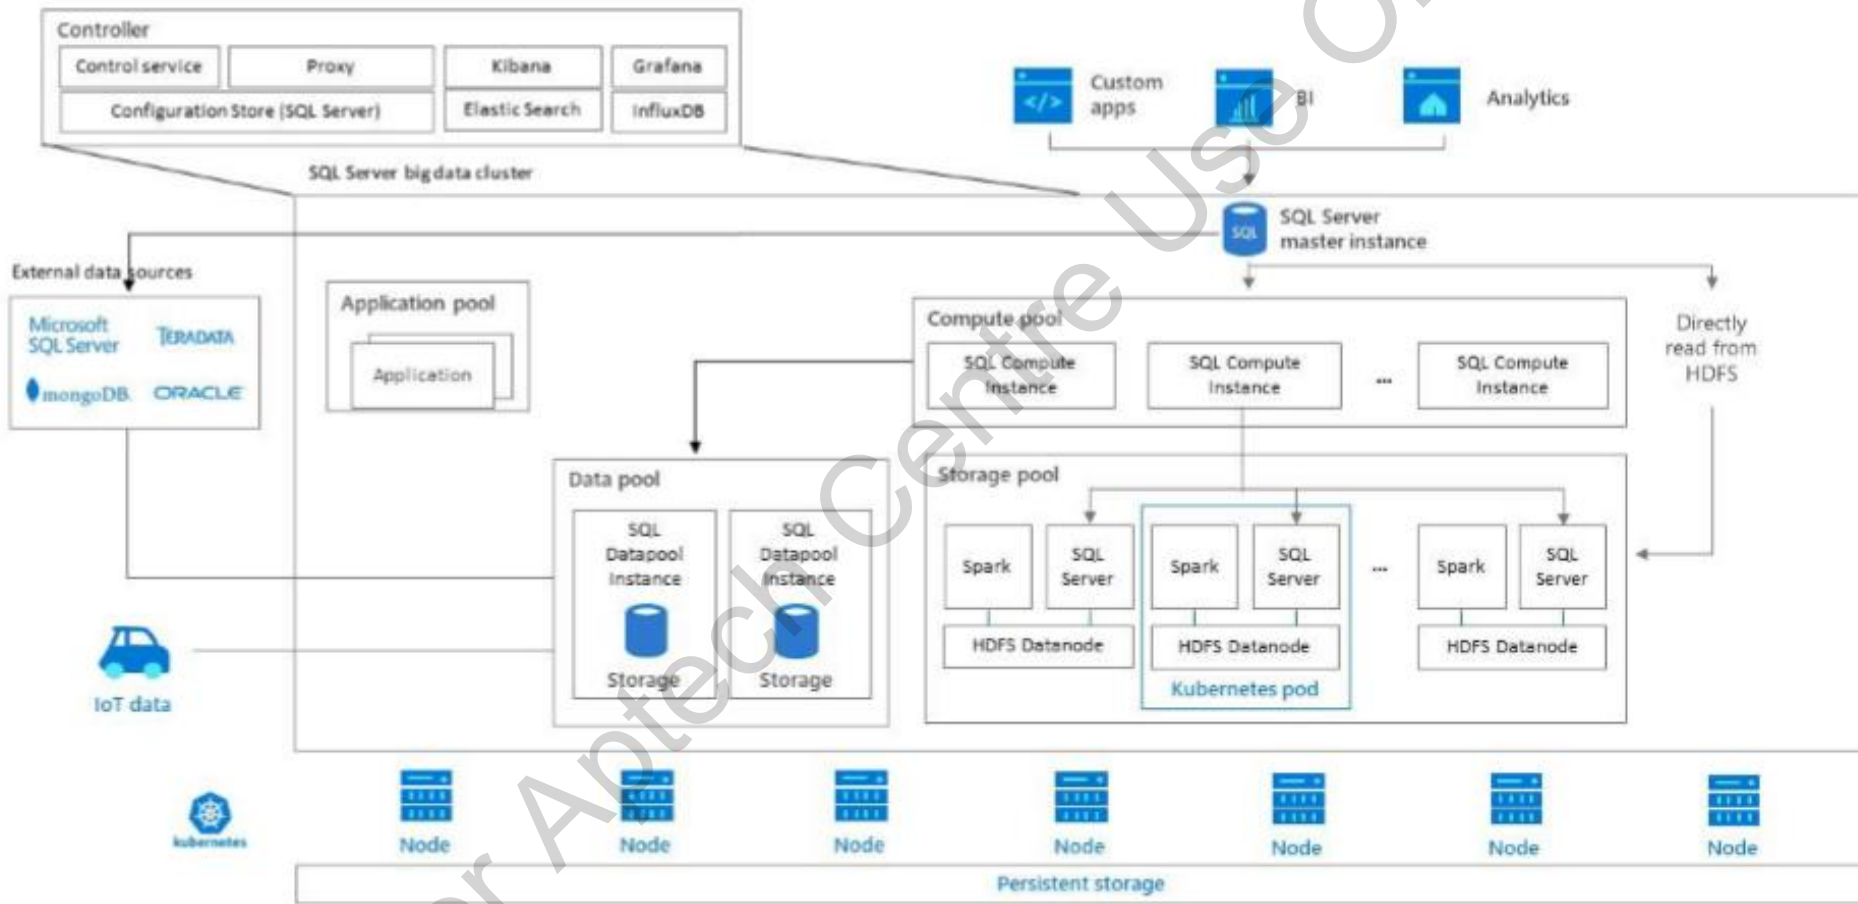 Controller
Control service
Proxy
Kibana
Grafana
Configuration Store (SQL Server)
Elastic Search
InfluxDB
Custom
apps
BI
Analytics
SQL Server big data cluster
SQL Server
master instance
SQL
External data sources
Microsoft
SQL Server
TERADATA
mongoDB
ORACLE
Application pool
Application
Compute pool
SQL Compute
Instance
SQL Compute
Instance
...
SQL Compute
Instance
Directly
read from
HDFS
Data pool
SQL
Datapool
Instance
Storage
SQL
Datapool
Instance
Storage
Storage pool
Spark
SQL
Server
HDFS Datanode
Spark
SQL
Server
HDFS Datanode
Kubernetes pod
...
Spark
SQL
Server
HDFS Datanode
IoT data
kubernetes
Node
Node
Node
Node
Node
Node
Node
Persistent storage
Aptech Centre Use